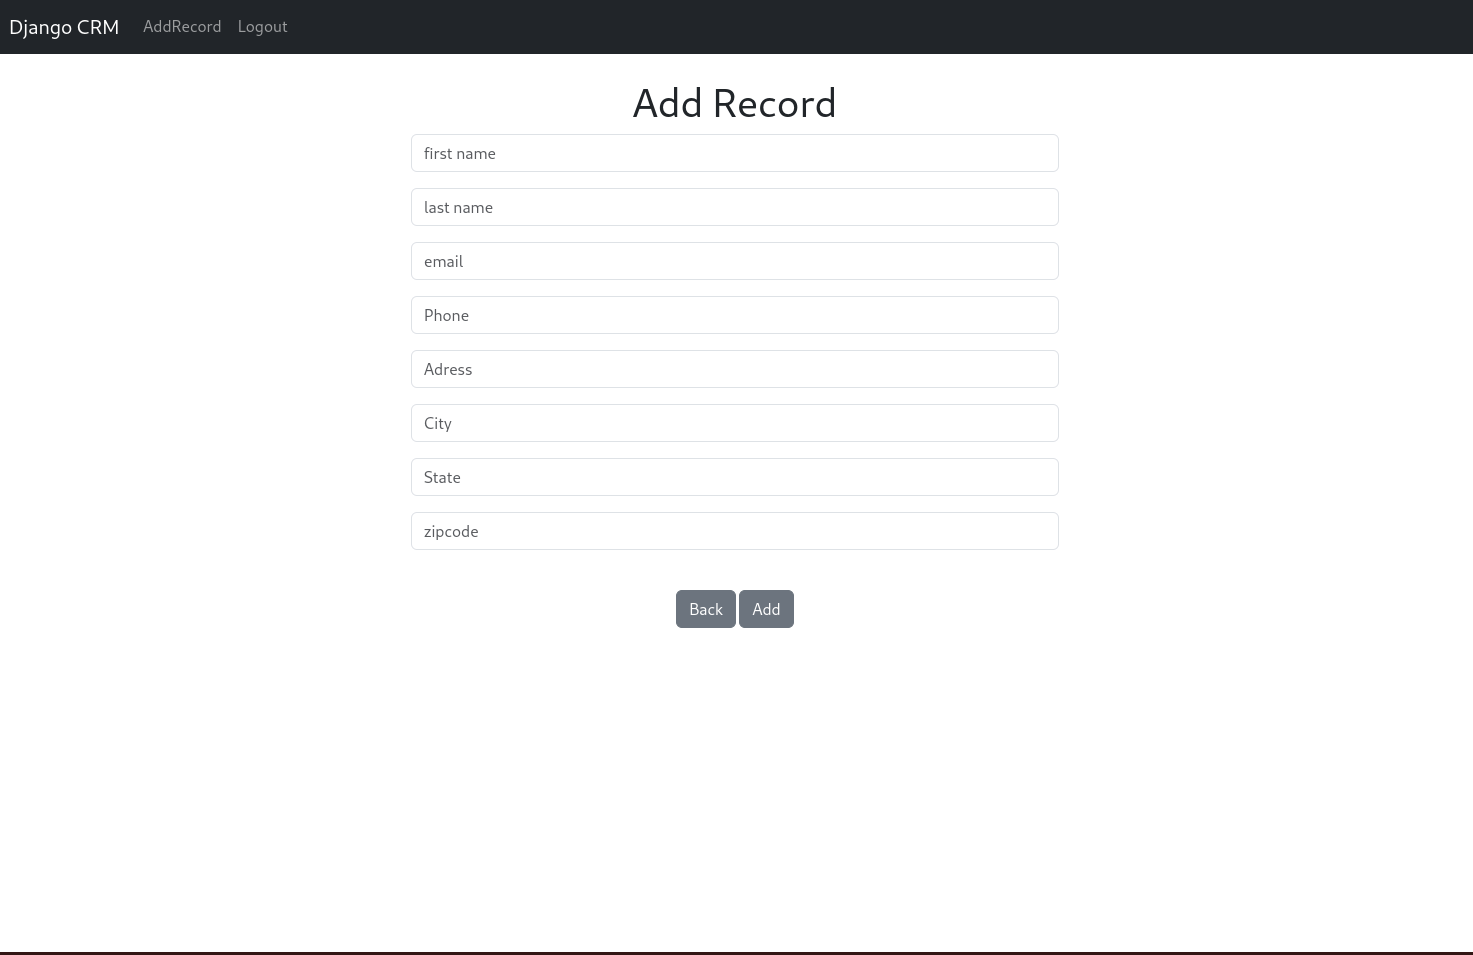 Django CRM AddRecord Logout
Add Record
first name
last name
email
Phone
Adress
City
State
zipcode
Back Add